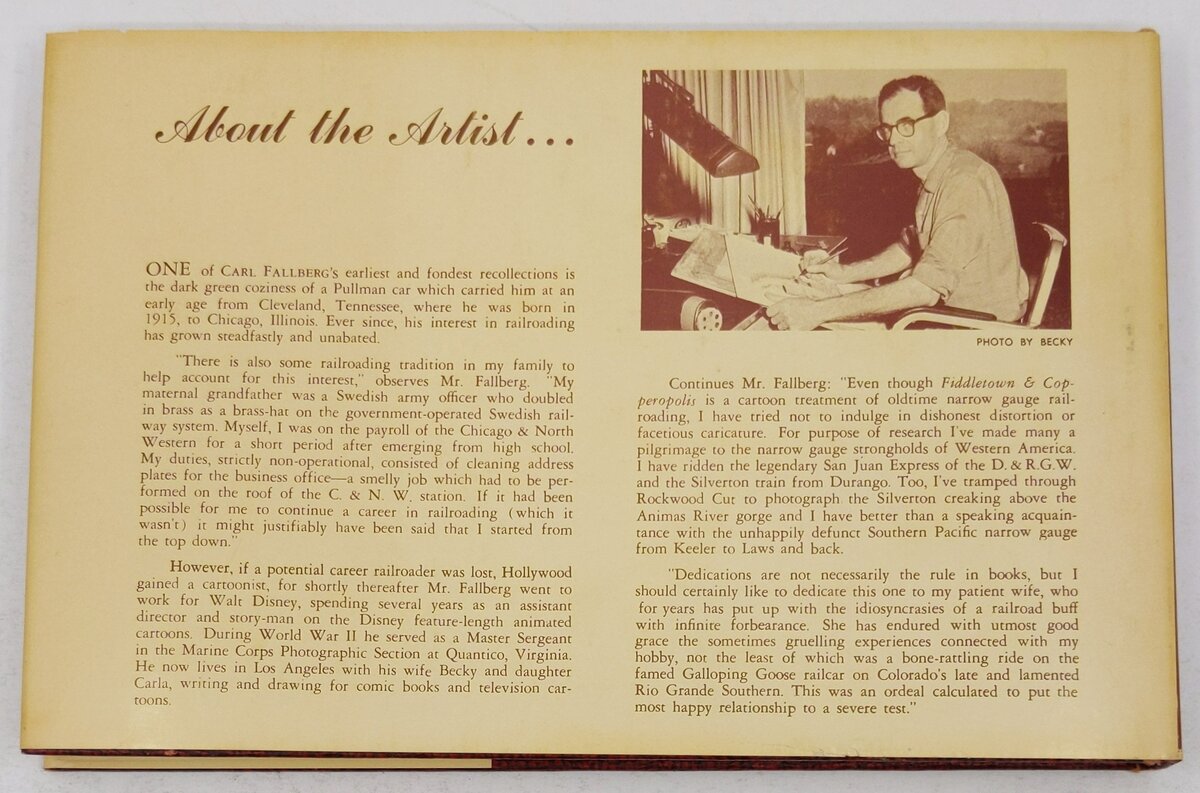 About the Artist...
ONE of CARL FALLBERG's earliest and fondest recollections is
the dark green coziness of a Pullman car which carried him at an
early age from Cleveland, Tennessee, where he was born in
1915, to Chicago, Illinois. Ever since, his interest in railroading
has grown steadfastly and unabated.
"There is also some railroading tradition in my family to
help account for this interest," observes Mr. Fallberg. "My
maternal grandfather was a Swedish army officer who doubled
in brass as a brass-hat on the government-operated Swedish rail-
way system. Myself, I was on the payroll of the Chicago & North
Western for a short period after emerging from high school.
My duties, strictly non-operational, consisted of cleaning address
plates for the business office—a smelly job which had to be per-
formed on the roof of the C. & N. W. station. If it had been
possible for me to continue a career in railroading (which it
wasn't) it might justifiably have been said that I started from
the top down."
However, if a potential career railroader was lost, Hollywood
gained a cartoonist, for shortly thereafter Mr. Fallberg went to
work for Walt Disney, spending several years as an assistant
director and story-man on the Disney feature-length animated
cartoons. During World War II he served as a Master Sergeant
in the Marine Corps Photographic Section at Quantico, Virginia.
He now lives in Los Angeles with his wife Becky and daughter
Carla, writing and drawing for comic books and television car-
toons.
PHOTO BY BECKY
Continues Mr. Fallberg: "Even though Fiddletown & Cop-
peropolis is a cartoon treatment of oldtime narrow gauge rail-
roading, I have tried not to indulge in dishonest distortion or
facetious caricature. For purpose of research I've made many a
pilgrimage to the narrow gauge strongholds of Western America.
I have ridden the legendary San Juan Express of the D. & R.G.W.
and the Silverton train from Durango. Too, I've tramped through
Rockwood Cut to photograph the Silverton creaking above the
Animas River gorge and I have better than a speaking acquain-
tance with the unhappily defunct Southern Pacific narrow gauge
from Keeler to Laws and back.
"Dedications are not necessarily the rule in books, but I
should certainly like to dedicate this one to my patient wife, who
for years has put up with the idiosyncrasies of a railroad buff
with infinite forbearance. She has endured with utmost good
grace the sometimes gruelling experiences connected with my
hobby, not the least of which was a bone-rattling ride on the
famed Galloping Goose railcar on Colorado's late and lamented
Rio Grande Southern. This was an ordeal calculated to put the
most happy relationship to a severe test."